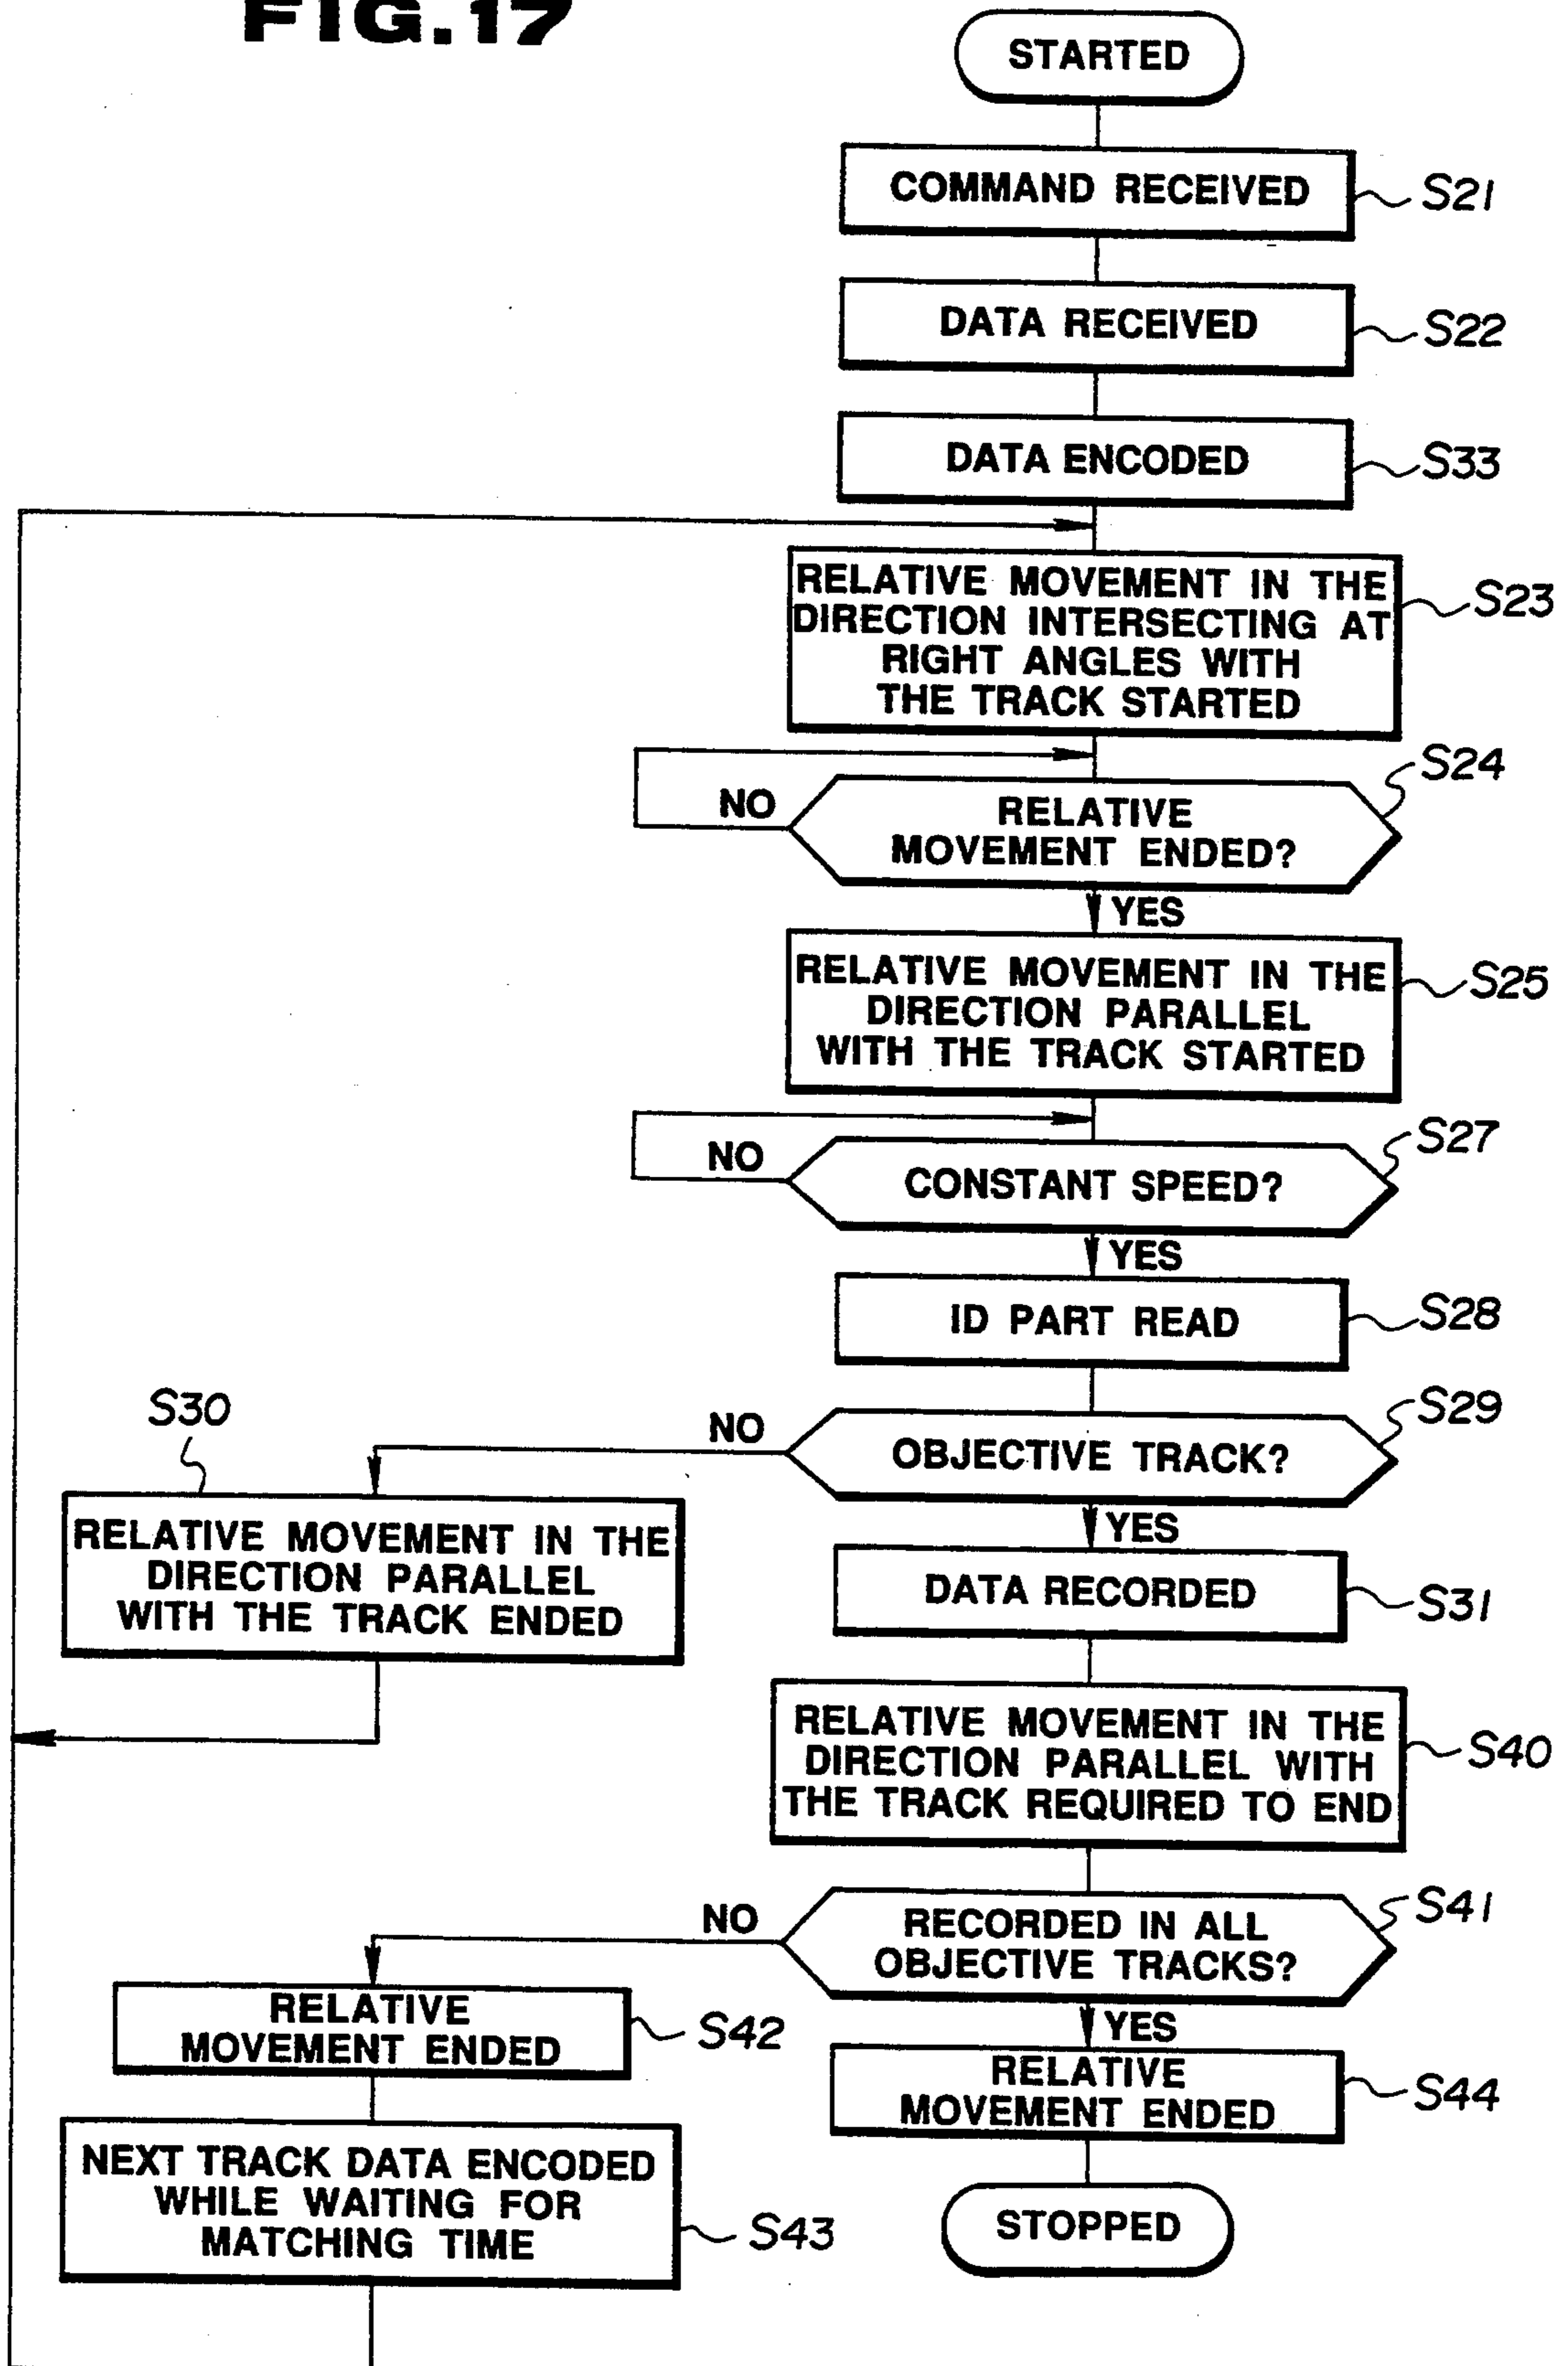 FIG.17
STARTED
COMMAND RECEIVED
S21
DATA RECEIVED
S22
DATA ENCODED
S33
RELATIVE MOVEMENT IN THE
DIRECTION INTERSECTING AT
RIGHT ANGLES WITH
THE TRACK STARTED
S23
S24
NO
RELATIVE
MOVEMENT ENDED?
YES
RELATIVE MOVEMENT IN THE
DIRECTION PARALLEL
WITH THE TRACK STARTED
S25
S27
NO
CONSTANT SPEED?
YES
ID PART READ
S28
S29
NO
OBJECTIVE TRACK?
S30
YES
RELATIVE MOVEMENT IN THE
DIRECTION PARALLEL
WITH THE TRACK ENDED
DATA RECORDED
S31
RELATIVE MOVEMENT IN THE
DIRECTION PARALLEL WITH
THE TRACK REQUIRED TO END
S40
S41
NO
RECORDED IN ALL
OBJECTIVE TRACKS?
YES
RELATIVE
MOVEMENT ENDED
S42
RELATIVE
MOVEMENT ENDED
S44
NEXT TRACK DATA ENCODED
WHILE WAITING FOR
MATCHING TIME
S43
STOPPED